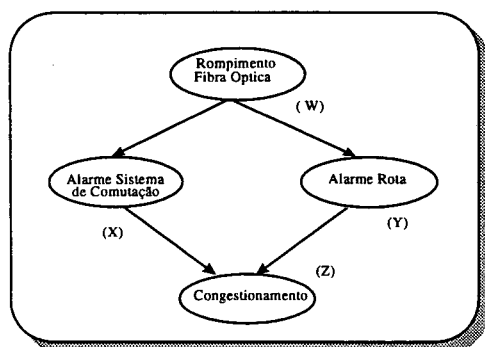 Rompimento
Fibra Optica
( W)
Alarme Sistema
de Comutação
Alarme Rota
(X)
(Y)
(Z)
Congestionamento